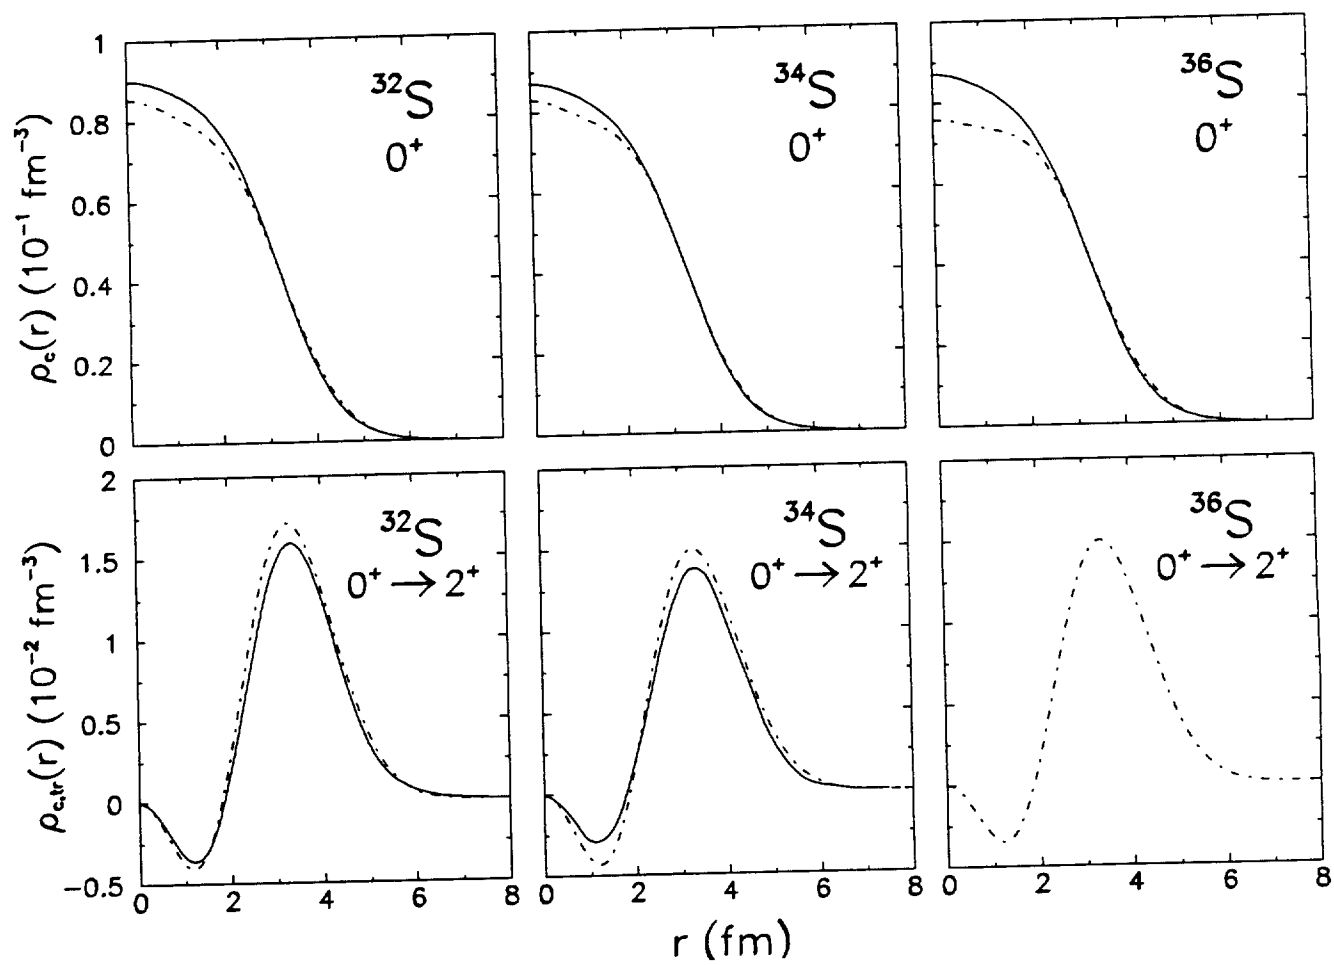 1
0.8
0.6
0.4
0.2
0
ρ_c(r) (10⁻¹ fm⁻³)
³²S
0⁺
³⁴S
0⁺
³⁶S
0⁺
2
1.5
1
0.5
0
−0.5
ρ_c,tr(r) (10⁻² fm⁻³)
³²S
0⁺ → 2⁺
³⁴S
0⁺ → 2⁺
³⁶S
0⁺ → 2⁺
0 2 4 6 8
0 2 4 6 8
0 2 4 6 8
r (fm)